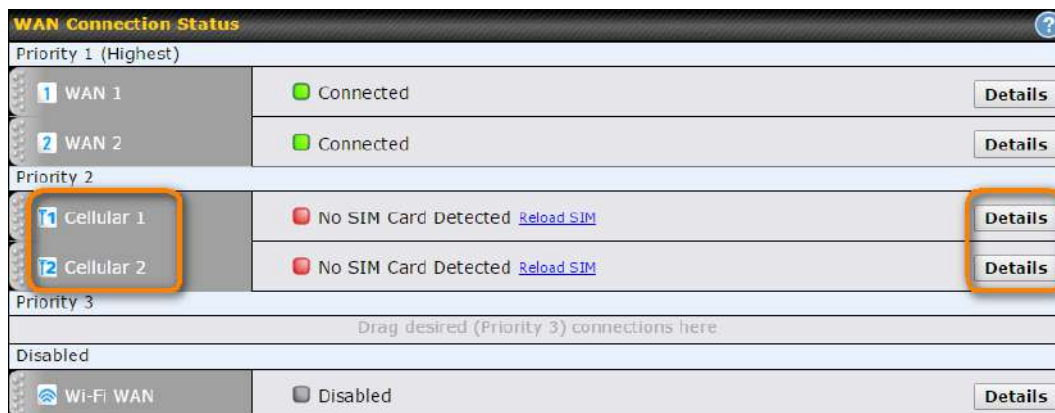 WAN Connection Status ?
Priority 1 (Highest)
1 WAN 1 Connected Details
2 WAN 2 Connected Details
Priority 2
1 Cellular 1 No SIM Card Detected Reload SIM Details
2 Cellular 2 No SIM Card Detected Reload SIM Details
Priority 3
Drag desired (Priority 3) connections here
Disabled
Wi-Fi WAN Disabled Details